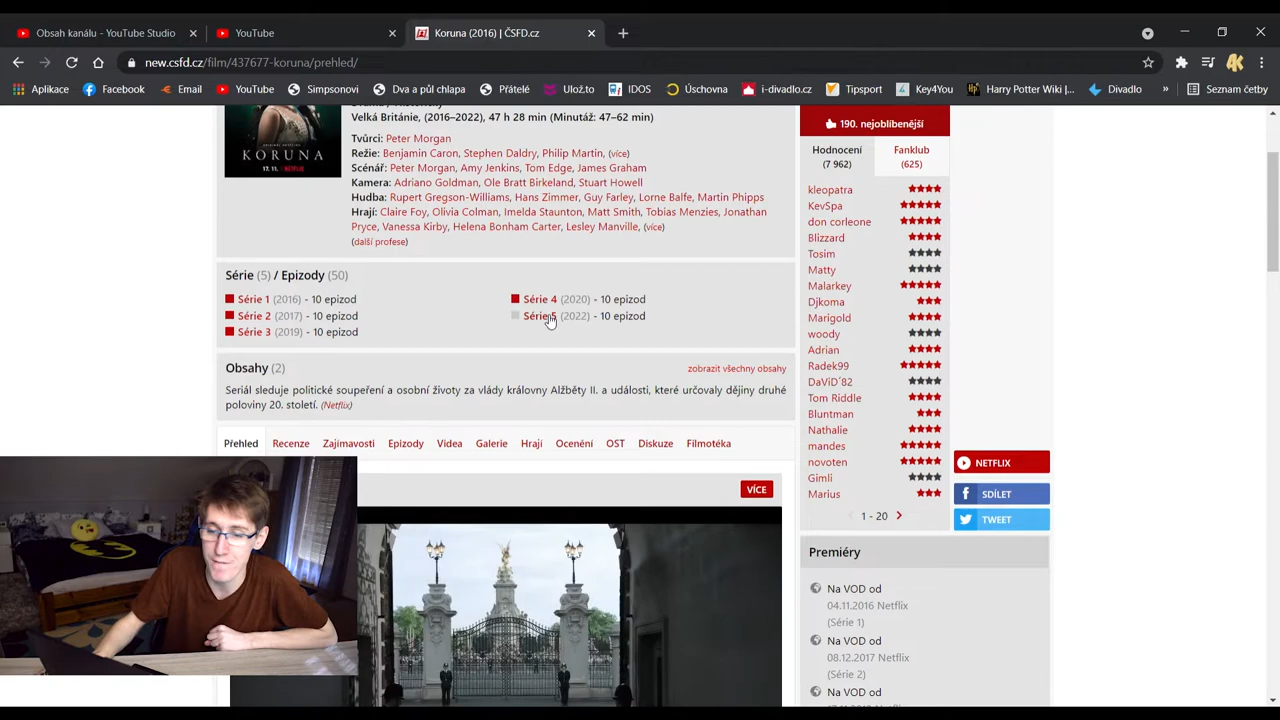 Obsah kanálu - YouTube Studio
YouTube
Koruna (2016) | ČSFD.cz
new.csfd.cz/film/437677-koruna/prehled/
Aplikace
Facebook
Email
YouTube
Simpsonovi
Dva a půl chlapa
Přátelé
Ulož.to
IDOS
Úschovna
i-divadlo.cz
Tipsport
Key4You
Harry Potter Wiki |...
Divadlo
»
Seznam četby
KORUNA
17. 11. NETFLIX
Velká Británie, (2016–2022), 47 h 28 min (Minutáž: 47–62 min)
Tvůrci: Peter Morgan
Režie: Benjamin Caron, Stephen Daldry, Philip Martin, (více)
Scénář: Peter Morgan, Amy Jenkins, Tom Edge, James Graham
Kamera: Adriano Goldman, Ole Bratt Birkeland, Stuart Howell
Hudba: Rupert Gregson-Williams, Hans Zimmer, Guy Farley, Lorne Balfe, Martin Phipps
Hrají: Claire Foy, Olivia Colman, Imelda Staunton, Matt Smith, Tobias Menzies, Jonathan
Pryce, Vanessa Kirby, Helena Bonham Carter, Lesley Manville, (více)
(další profese)
Série (5) / Epizody (50)
Série 1 (2016) - 10 epizod
Série 2 (2017) - 10 epizod
Série 3 (2019) - 10 epizod
Série 4 (2020) - 10 epizod
Série 5 (2022) - 10 epizod
Obsahy (2)
zobrazit všechny obsahy
Seriál sleduje politické soupeření a osobní životy za vlády královny Alžběty II. a události, které určovaly dějiny druhé
poloviny 20. století. (Netflix)
Přehled
Recenze
Zajímavosti
Epizody
Videa
Galerie
Hrají
Ocenění
OST
Diskuze
Filmotéka
VÍCE
190. nejoblíbenější
Hodnocení
(7 962)
Fanklub
(625)
kleopatra
KevSpa
don corleone
Blizzard
Tosim
Matty
Malarkey
Djkoma
Marigold
woody
Adrian
Radek99
DaViD´82
Tom Riddle
Bluntman
Nathalie
mandes
novoten
Gimli
Marius
1 - 20
NETFLIX
SDÍLET
TWEET
Premiéry
Na VOD od
04.11.2016 Netflix
(Série 1)
Na VOD od
08.12.2017 Netflix
(Série 2)
Na VOD od